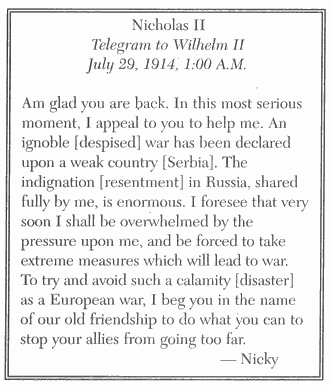 Nicholas II
Telegram to Wilhelm II
July 29, 1914, 1:00 A.M.
Am glad you are back. In this most serious
moment, I appeal to you to help me. An
ignoble [despised] war has been declared
upon a weak country [Serbia]. The
indignation [resentment] in Russia, shared
fully by me, is enormous. I foresee that very
soon I shall be overwhelmed by the
pressure upon me, and be forced to take
extreme measures which will lead to war.
To try and avoid such a calamity [disaster]
as a European war, I beg you in the name
of our old friendship to do what you can to
stop your allies from going too far.
— Nicky